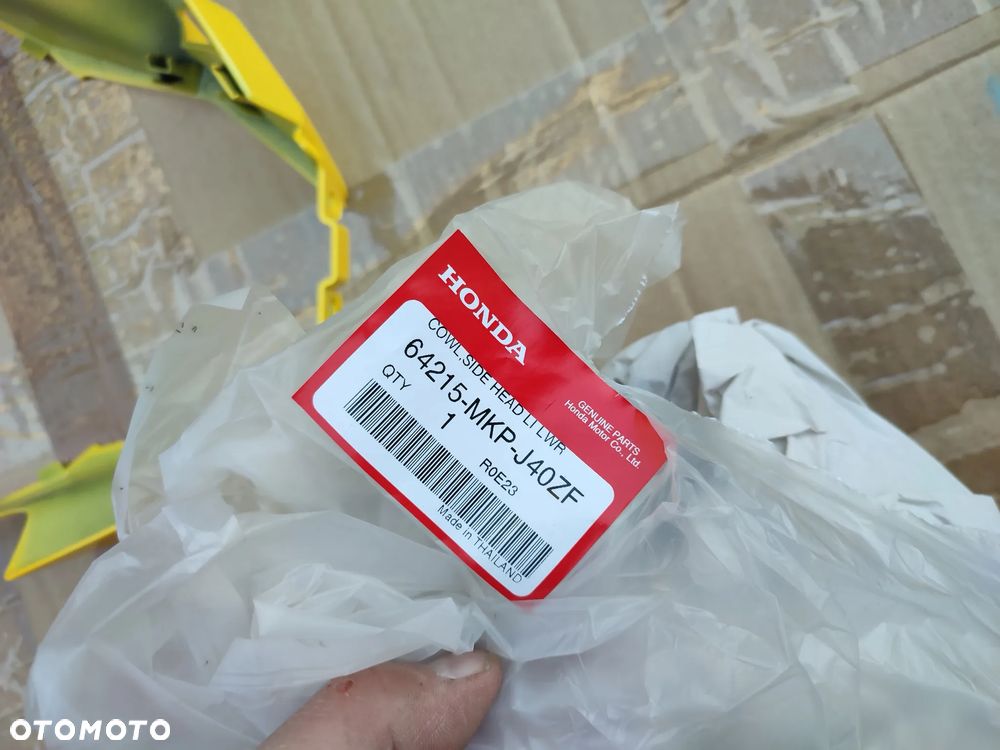 HONDA
GENUINE PARTS
Honda Motor Co., Ltd.
COWL,SIDE HEAD LT LWR
64215-MKP-J40ZF
QTY 1
R0E23
Made in THAILAND
OTOMOTO